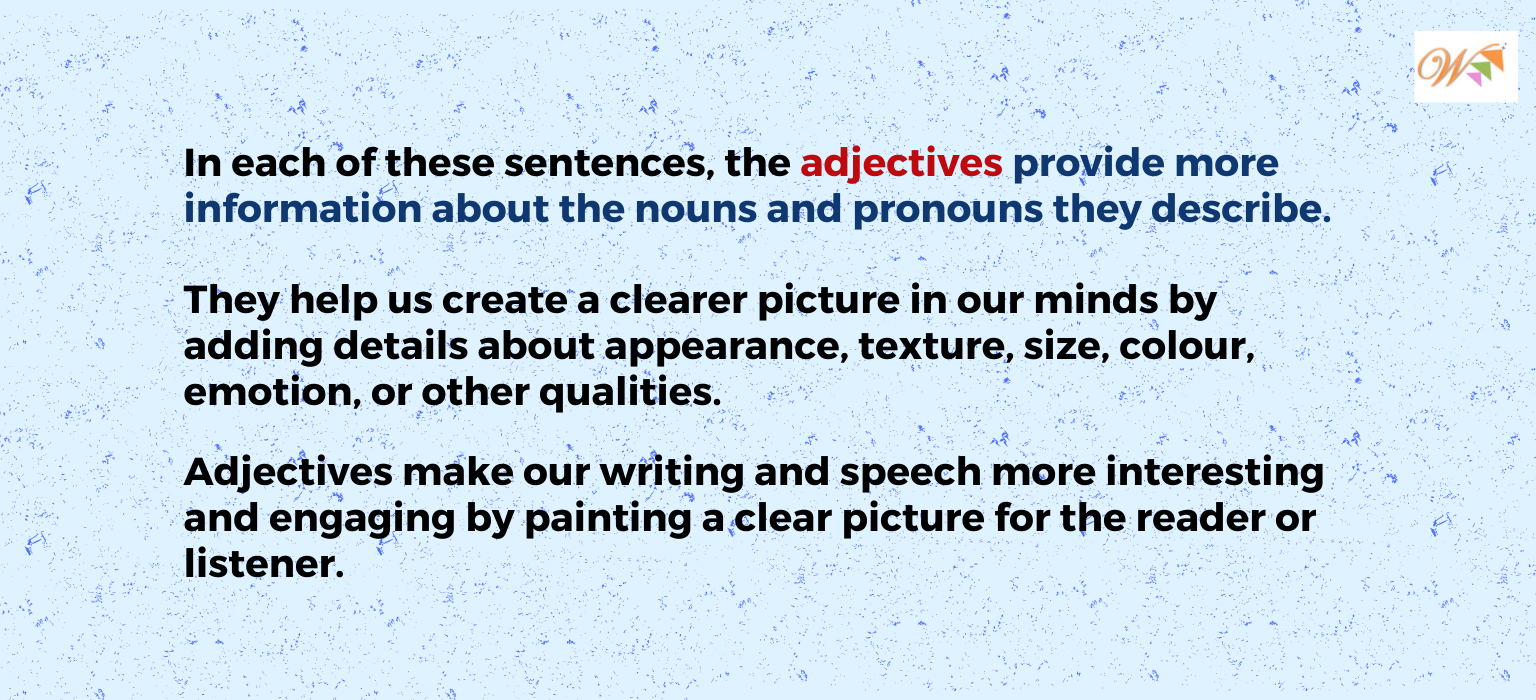 W
In each of these sentences, the adjectives provide more
information about the nouns and pronouns they describe.
They help us create a clearer picture in our minds by
adding details about appearance, texture, size, colour,
emotion, or other qualities.
Adjectives make our writing and speech more interesting
and engaging by painting a clear picture for the reader or
listener.